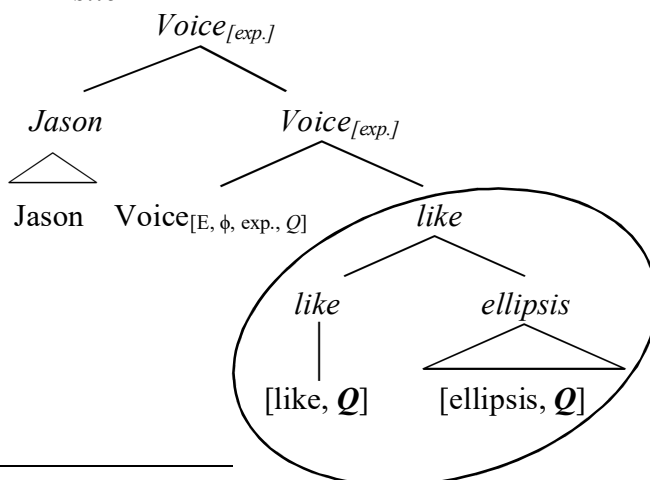 Voice[exp.]
Jason Voice[exp.]
Jason Voice[E, ϕ, exp., Q] like
like ellipsis
[like, Q] [ellipsis, Q]